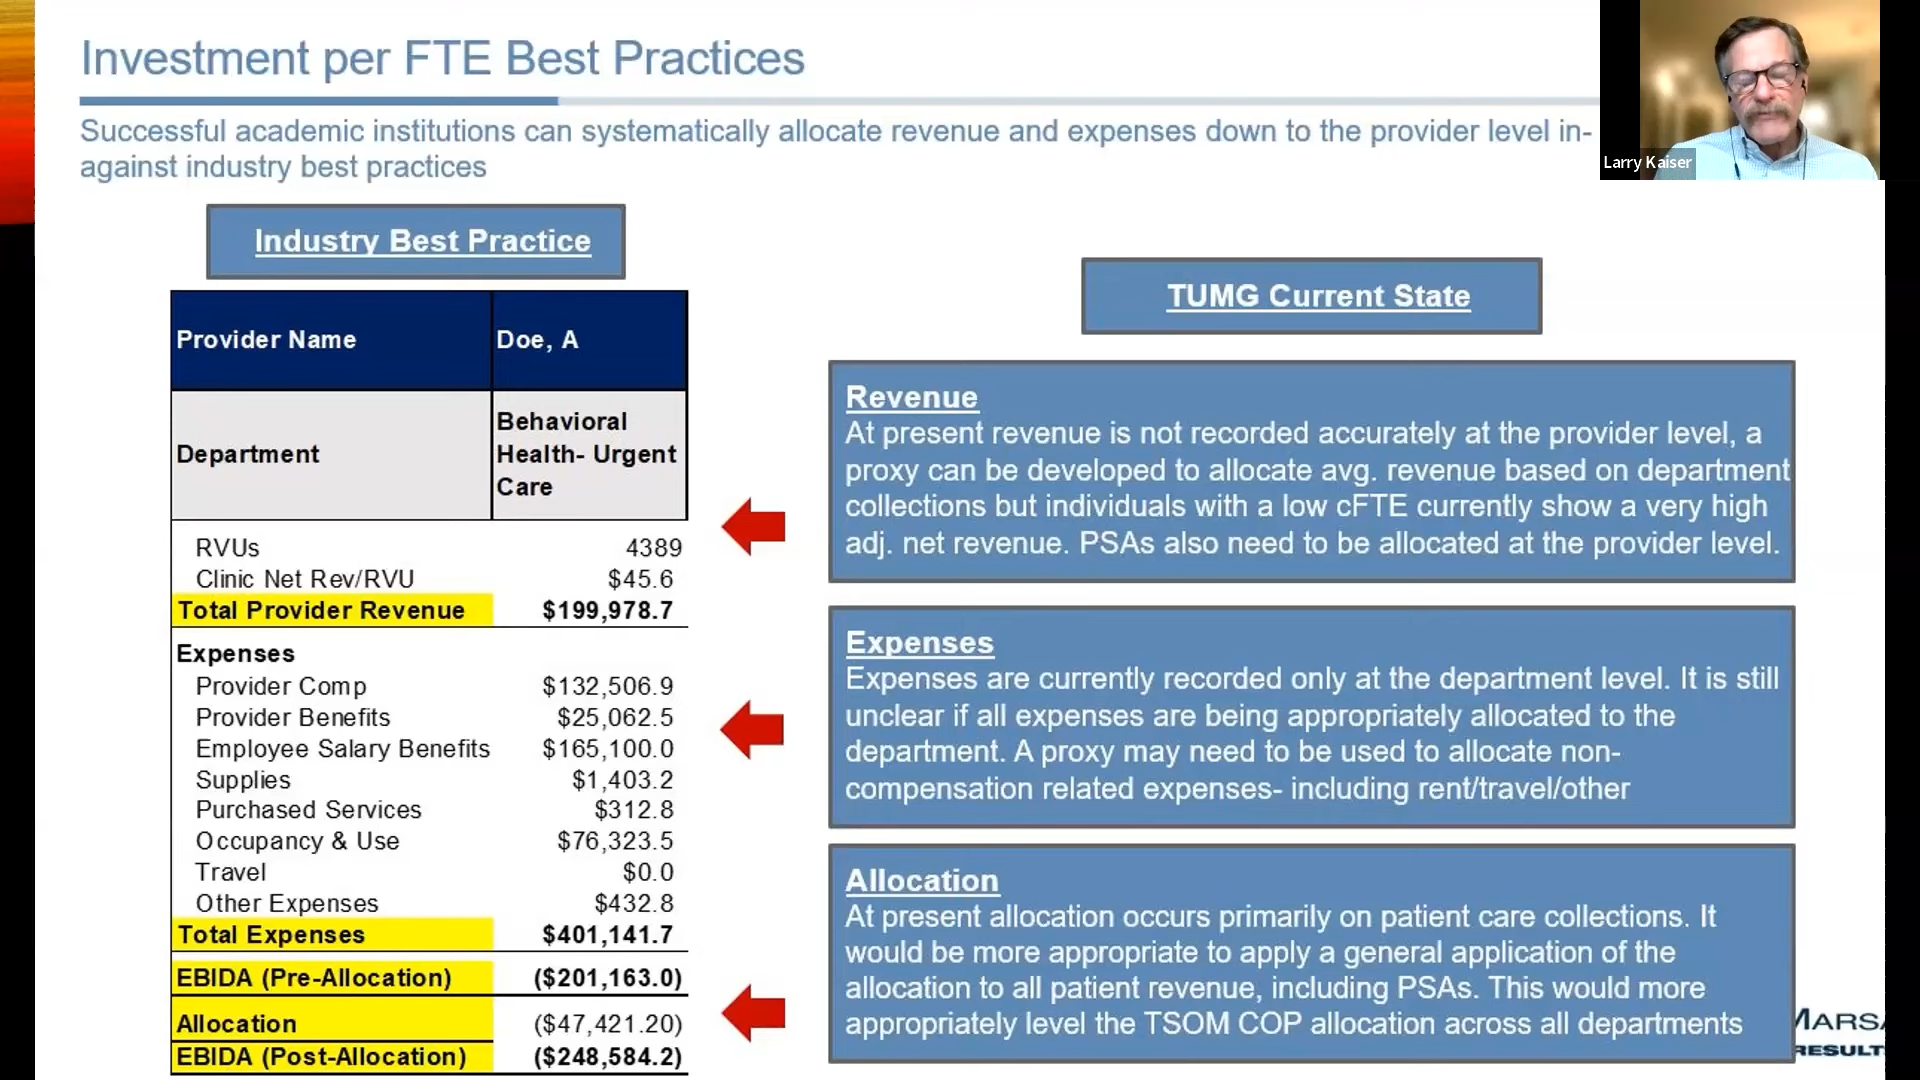 Investment per FTE Best Practices
Successful academic institutions can systematically allocate revenue and expenses down to the provider level in-
against industry best practices
Larry Kaiser
Industry Best Practice
Provider Name Doe, A
Department Behavioral
Health- Urgent
Care
RVUs 4389
Clinic Net Rev/RVU $45.6
Total Provider Revenue $199,978.7
Expenses
Provider Comp $132,506.9
Provider Benefits $25,062.5
Employee Salary Benefits $165,100.0
Supplies $1,403.2
Purchased Services $312.8
Occupancy & Use $76,323.5
Travel $0.0
Other Expenses $432.8
Total Expenses $401,141.7
EBIDA (Pre-Allocation) ($201,163.0)
Allocation ($47,421.20)
EBIDA (Post-Allocation) ($248,584.2)
TUMG Current State
Revenue
At present revenue is not recorded accurately at the provider level, a
proxy can be developed to allocate avg. revenue based on department
collections but individuals with a low cFTE currently show a very high
adj. net revenue. PSAs also need to be allocated at the provider level.
Expenses
Expenses are currently recorded only at the department level. It is still
unclear if all expenses are being appropriately allocated to the
department. A proxy may need to be used to allocate non-
compensation related expenses- including rent/travel/other
Allocation
At present allocation occurs primarily on patient care collections. It
would be more appropriate to apply a general application of the
allocation to all patient revenue, including PSAs. This would more
appropriately level the TSOM COP allocation across all departments